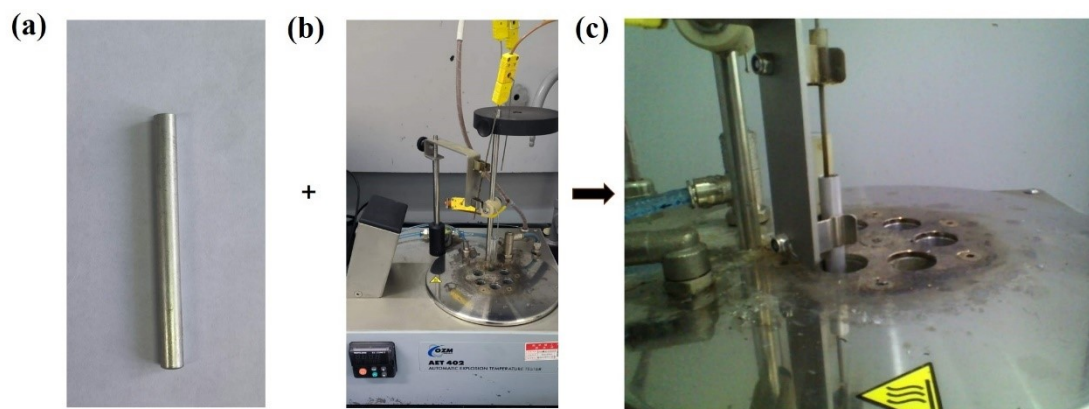 (a)
(b)
(c)
+
OZM
AET 402
AUTOMATIC EXPLOSION TEMPERATURE TESTER